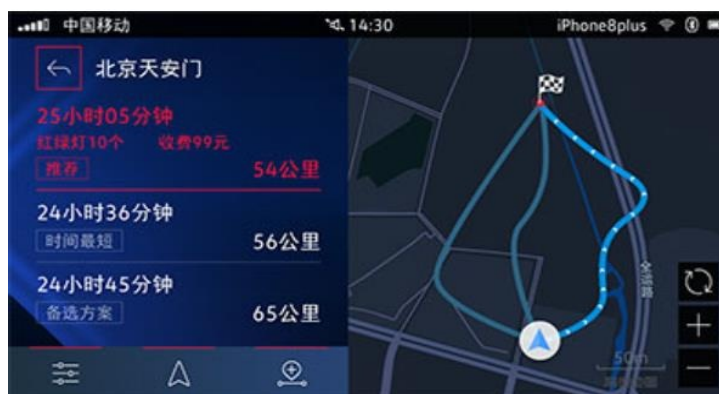 中国移动
14:30
iPhone8plus
北京天安门
25小时05分钟
红绿灯10个 收费99元
推荐 54公里
24小时36分钟
时间最短 56公里
24小时45分钟
备选方案 65公里
50m